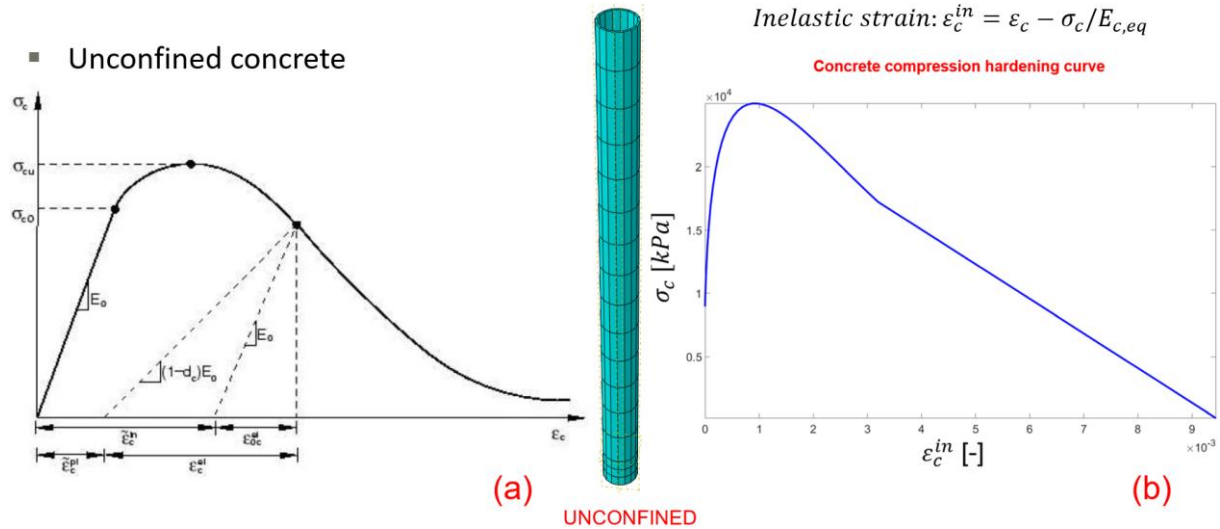 ▪ Unconfined concrete
σ_c
σ_cu
σ_c0
E_0
E_0
(1-d_c)E_0
ε_c
ε̃_c^in
ε_0c^el
ε̃_c^pl
ε_c^el
(a)
UNCONFINED
Inelastic strain: ε_c^in = ε_c − σ_c/E_c,eq
Concrete compression hardening curve
×10^4
2
1.5
1
0.5
σ_c [kPa]
0 1 2 3 4 5 6 7 8 9
×10^-3
ε_c^in [-]
(b)